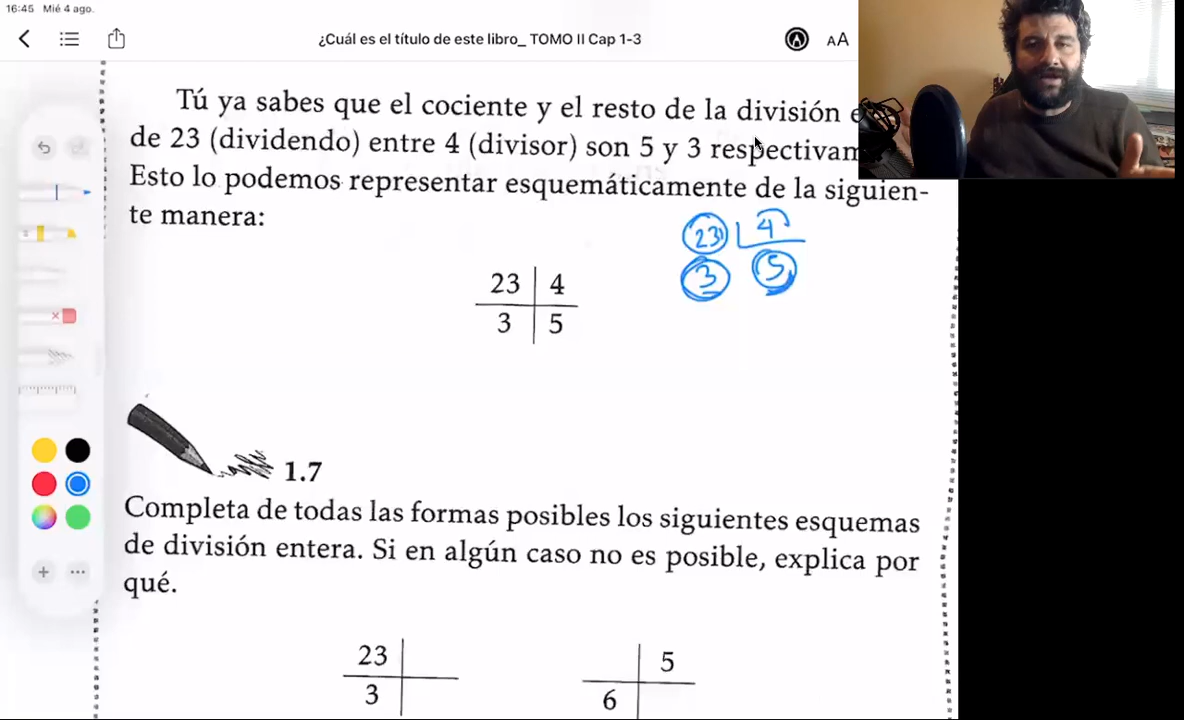 16:45 Mié 4 ago.
¿Cuál es el título de este libro_ TOMO II Cap 1-3
AA
Tú ya sabes que el cociente y el resto de la división
de 23 (dividendo) entre 4 (divisor) son 5 y 3
Esto lo podemos representar esquemáticamente de la siguien-
te manera:
23 4
3 5
23 4
3 5
1.7
Completa de todas las formas posibles los siguientes esquemas
de división entera. Si en algún caso no es posible, explica por
qué.
23
3
5
6